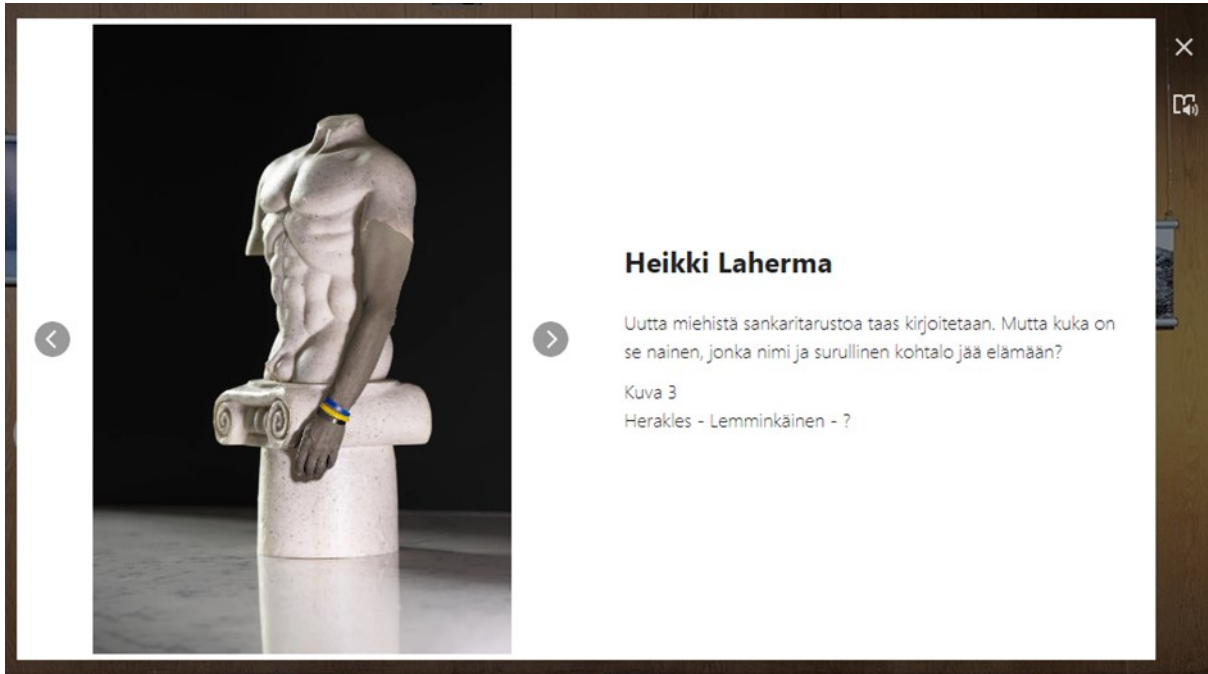 Heikki Laherma
Uutta miehistä sankaritarustoa taas kirjoitetaan. Mutta kuka on
se nainen, jonka nimi ja surullinen kohtalo jää elämään?
Kuva 3
Herakles - Lemminkäinen - ?